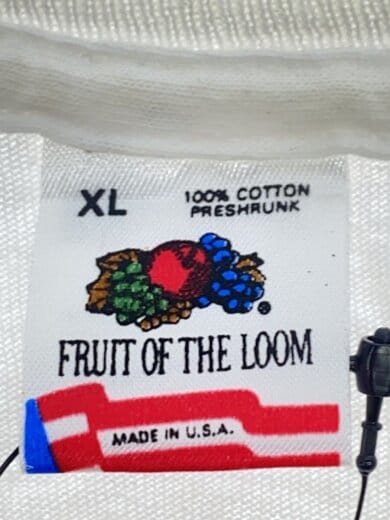 XL
100% COTTON
PRESHRUNK
®
FRUIT OF THE LOOM
MADE IN U.S.A.